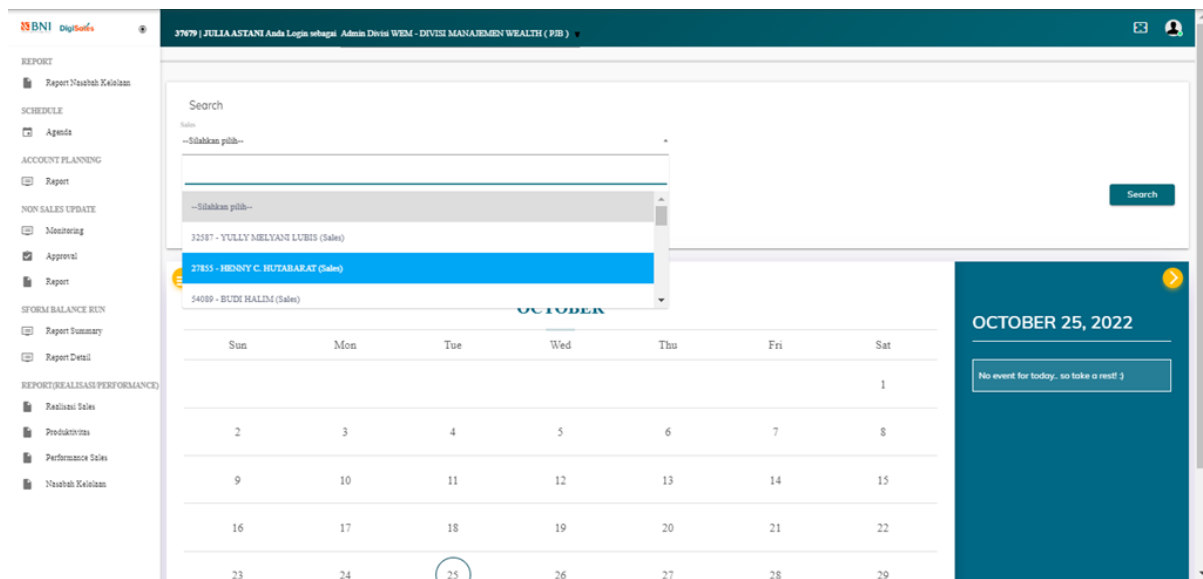 BNI DigiSales
37679 | JULIA ASTANI Anda Login sebagai Admin Divisi WEM - DIVISI MANAJEMEN WEALTH ( PJB )
REPORT
Report Nasabah Kelolaan
SCHEDULE
Agenda
ACCOUNT PLANNING
Report
NON SALES UPDATE
Monitoring
Approval
Report
SFORM BALANCE RUN
Report Summary
Report Detail
REPORT(REALISASI/PERFORMANCE)
Realisasi Sales
Produktivitas
Performance Sales
Nasabah Kelolaan
Search
Sales
--Silahkan pilih--
--Silahkan pilih--
32587 - YULLY MELYANI LUBIS (Sales)
27855 - HENNY C. HUTABARAT (Sales)
54089 - BUDI HALIM (Sales)
Search
OCTOBER
Sun Mon Tue Wed Thu Fri Sat
1
2 3 4 5 6 7 8
9 10 11 12 13 14 15
16 17 18 19 20 21 22
23 24 25 26 27 28 29
OCTOBER 25, 2022
No event for today.. so take a rest! :)